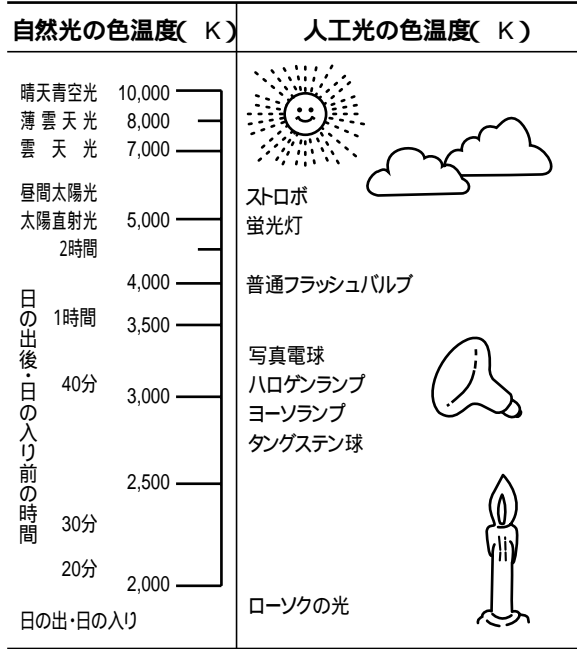 自然光の色温度( K)
人工光の色温度( K)
晴天青空光 10,000
薄雲天光 8,000
雲天光 7,000
昼間太陽光
太陽直射光 5,000
2時間
4,000
1時間 3,500
40分 3,000
2,500
30分
20分
2,000
日の出後・日の入り前の時間
日の出・日の入り
ストロボ
蛍光灯
普通フラッシュバルブ
写真電球
ハロゲンランプ
ヨーソランプ
タングステン球
ローソクの光